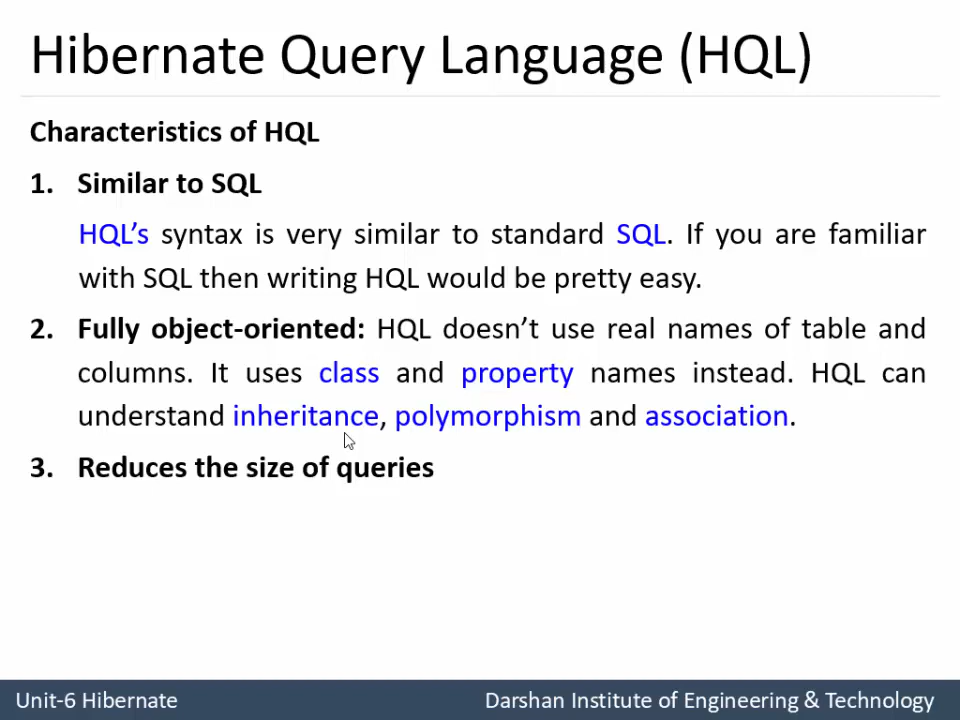 Hibernate Query Language (HQL)
Characteristics of HQL
1. Similar to SQL
HQL’s syntax is very similar to standard SQL. If you are familiar
with SQL then writing HQL would be pretty easy.
2. Fully object-oriented: HQL doesn’t use real names of table and
columns. It uses class and property names instead. HQL can
understand inheritance, polymorphism and association.
3. Reduces the size of queries
Unit-6 Hibernate
Darshan Institute of Engineering & Technology